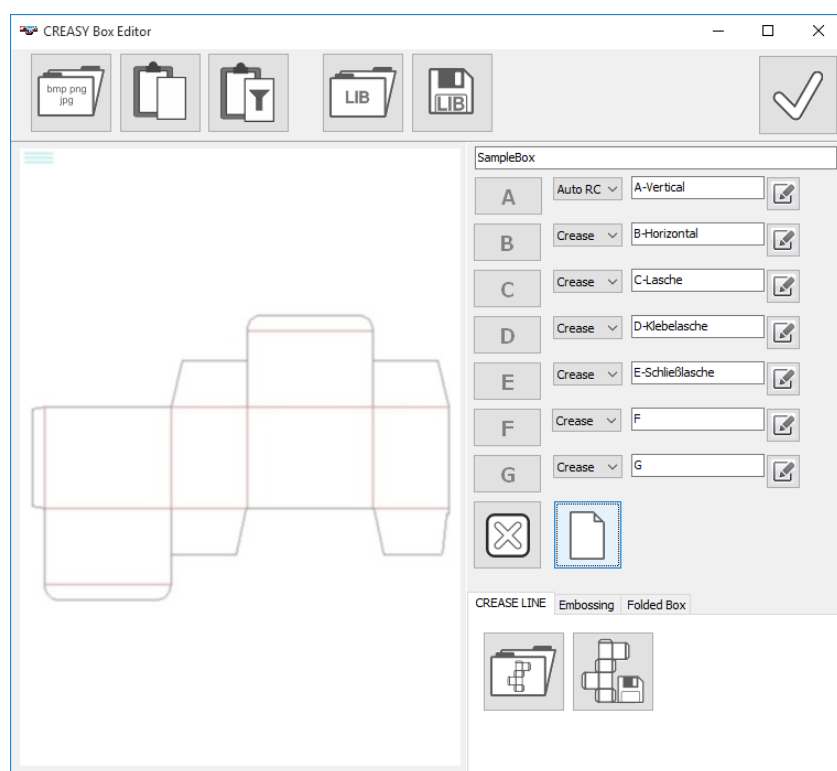 CREASY Box Editor
bmp png
jpg
LIB
LIB
SampleBox
A Auto RC A-Vertical
B Crease B-Horizontal
C Crease C-Lasche
D Crease D-Klebelasche
E Crease E-Schließlasche
F Crease F
G Crease G
CREASE LINE Embossing Folded Box